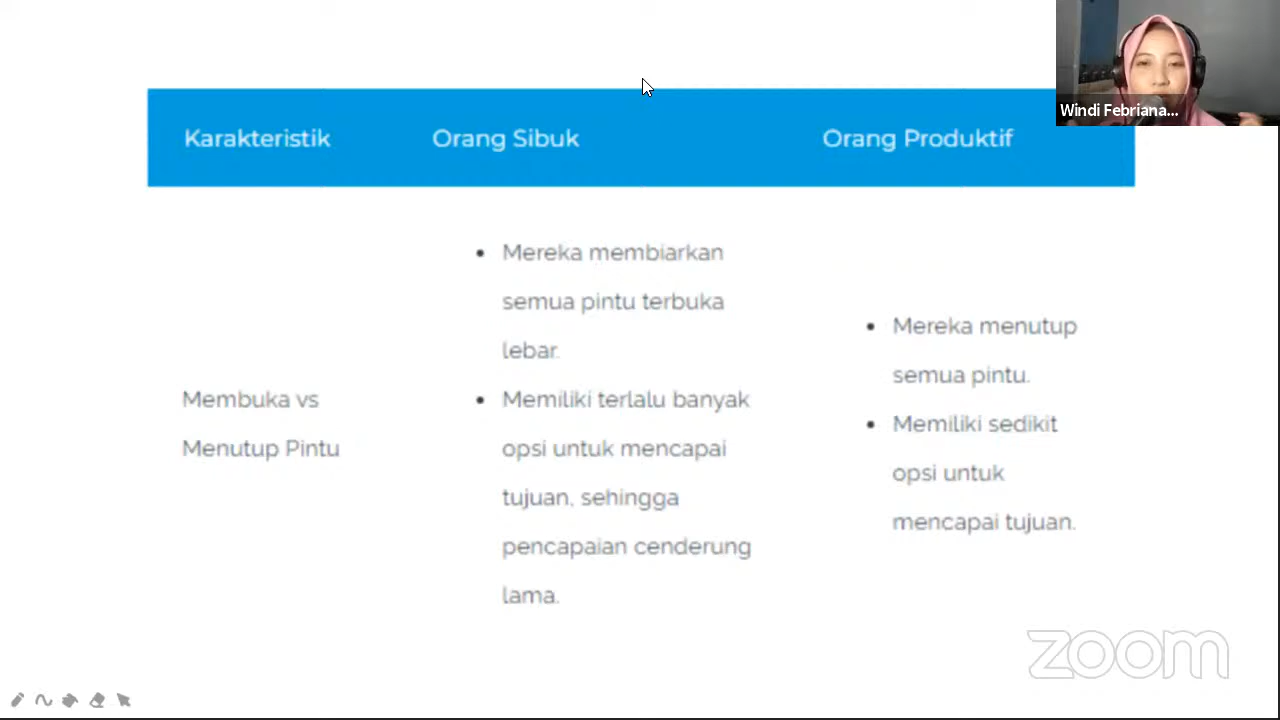 Windi Febriana...
Karakteristik
Orang Sibuk
Orang Produktif
Membuka vs
Menutup Pintu
• Mereka membiarkan
semua pintu terbuka
lebar.
• Memiliki terlalu banyak
opsi untuk mencapai
tujuan, sehingga
pencapaian cenderung
lama.
• Mereka menutup
semua pintu.
• Memiliki sedikit
opsi untuk
mencapai tujuan.
zoom